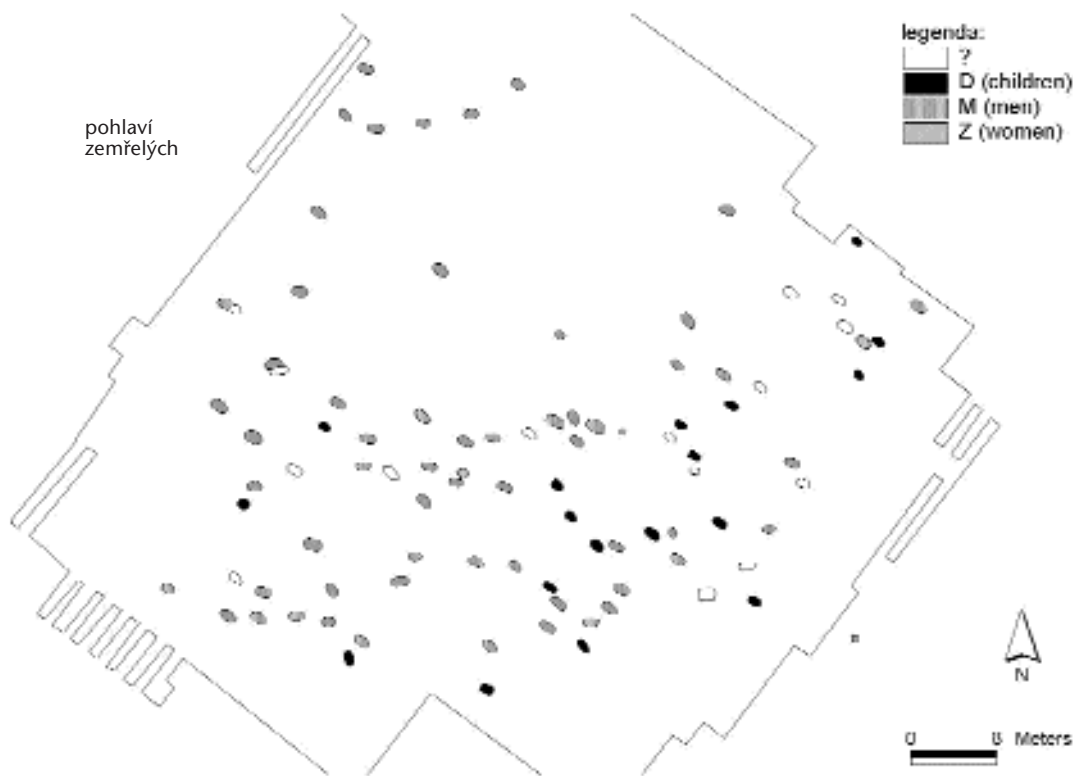 pohlaví
zemřelých
legenda:
?
D (children)
M (men)
Z (women)
N
0 8 Meters